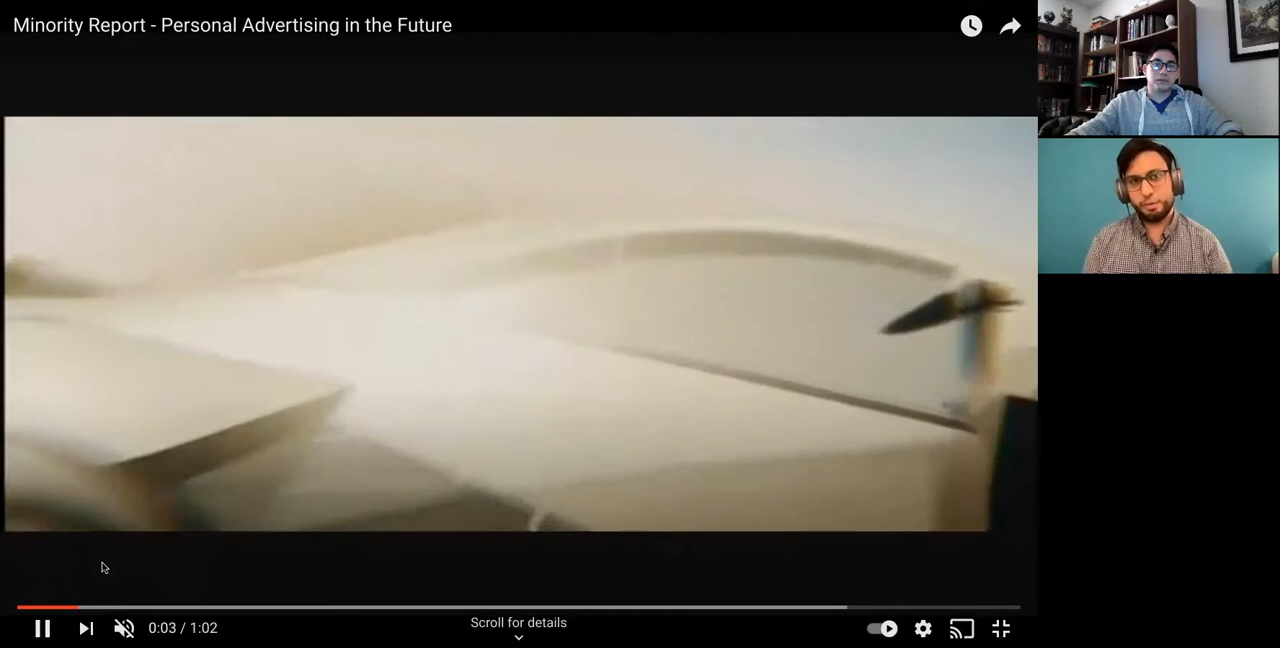 Minority Report - Personal Advertising in the Future
Scroll for details
0:03 / 1:02